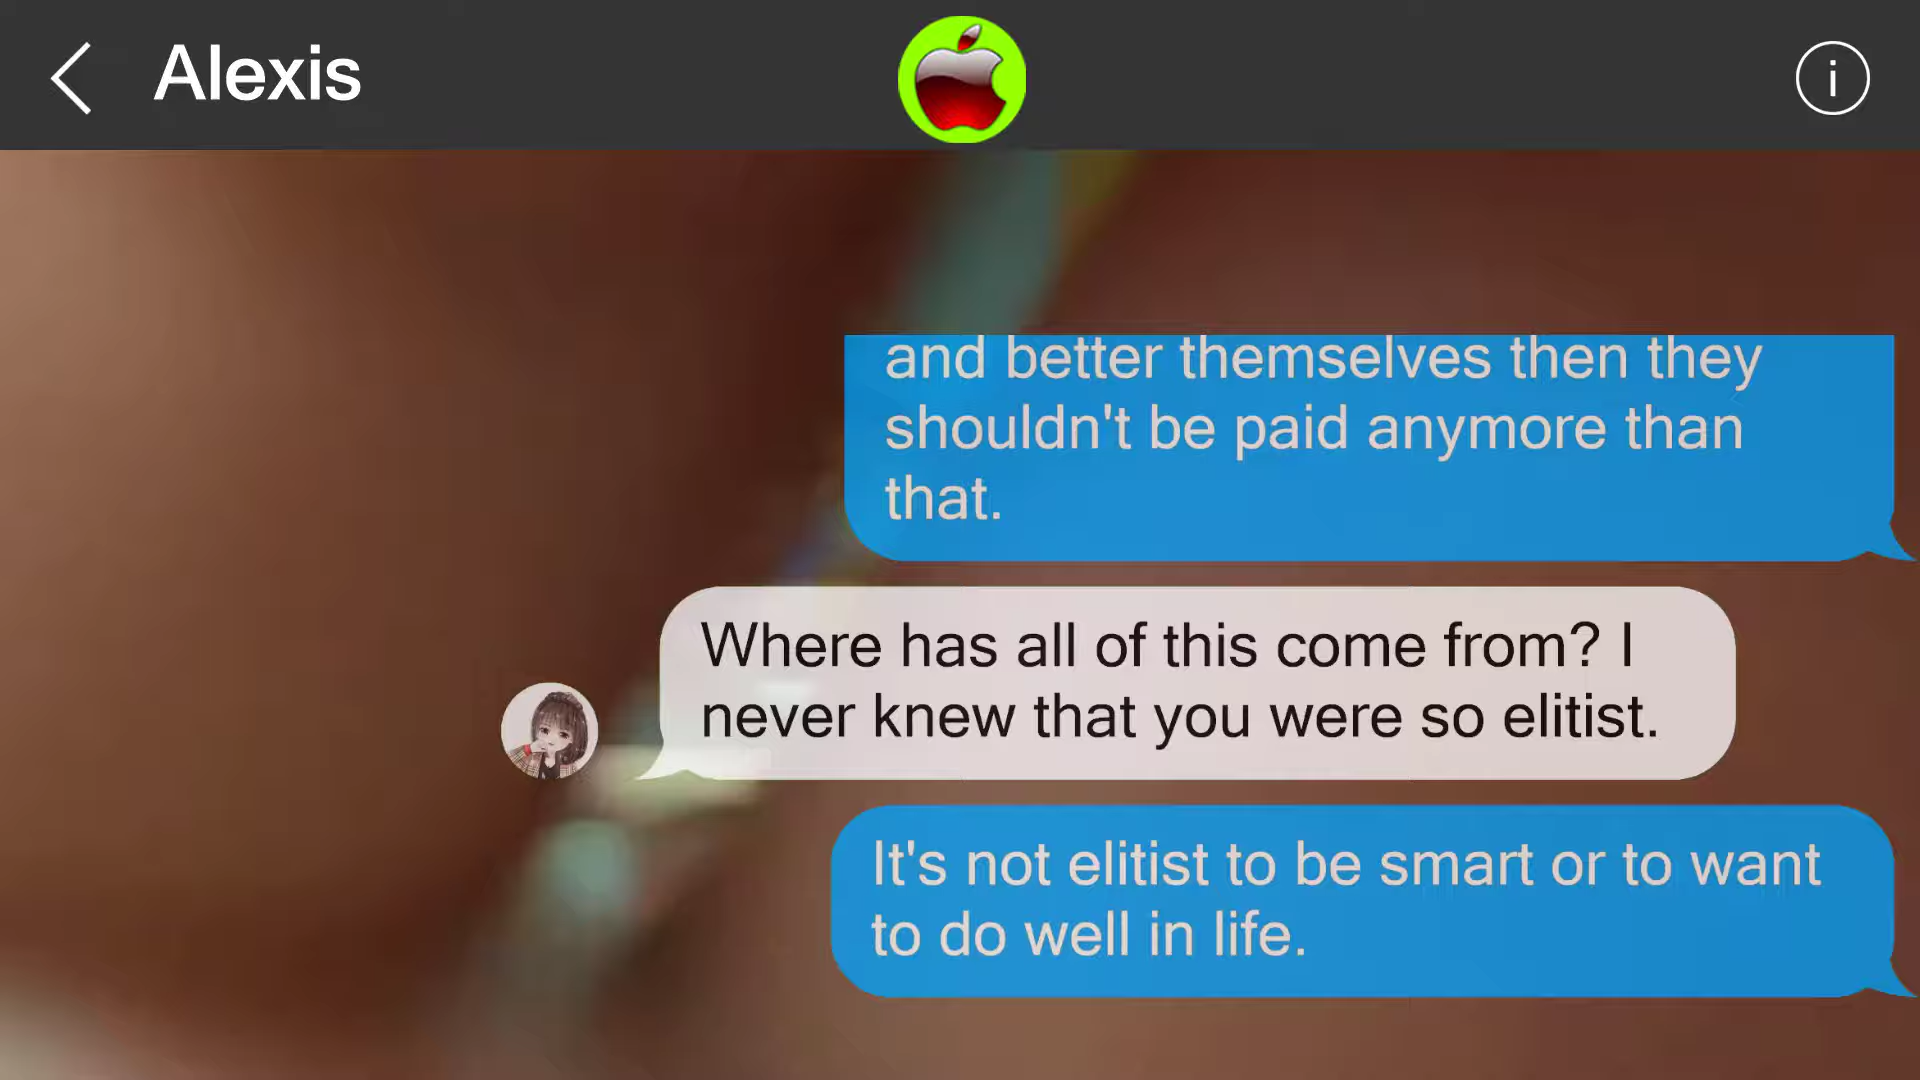 Alexis
and better themselves then they
shouldn't be paid anymore than
that.
Where has all of this come from? I
never knew that you were so elitist.
It's not elitist to be smart or to want
to do well in life.